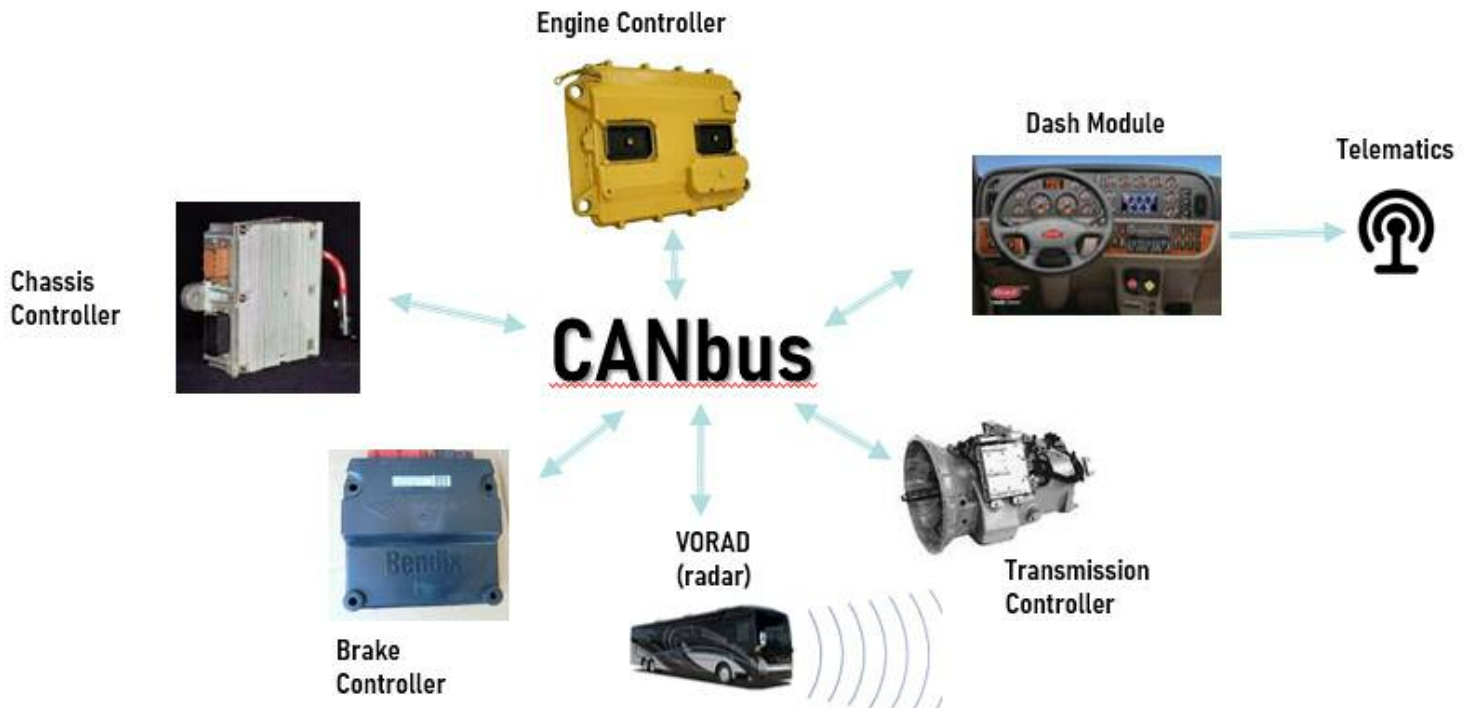 Engine Controller
Dash Module
Telematics
Chassis
Controller
CANbus
Bendix
VORAD
(radar)
Transmission
Controller
Brake
Controller